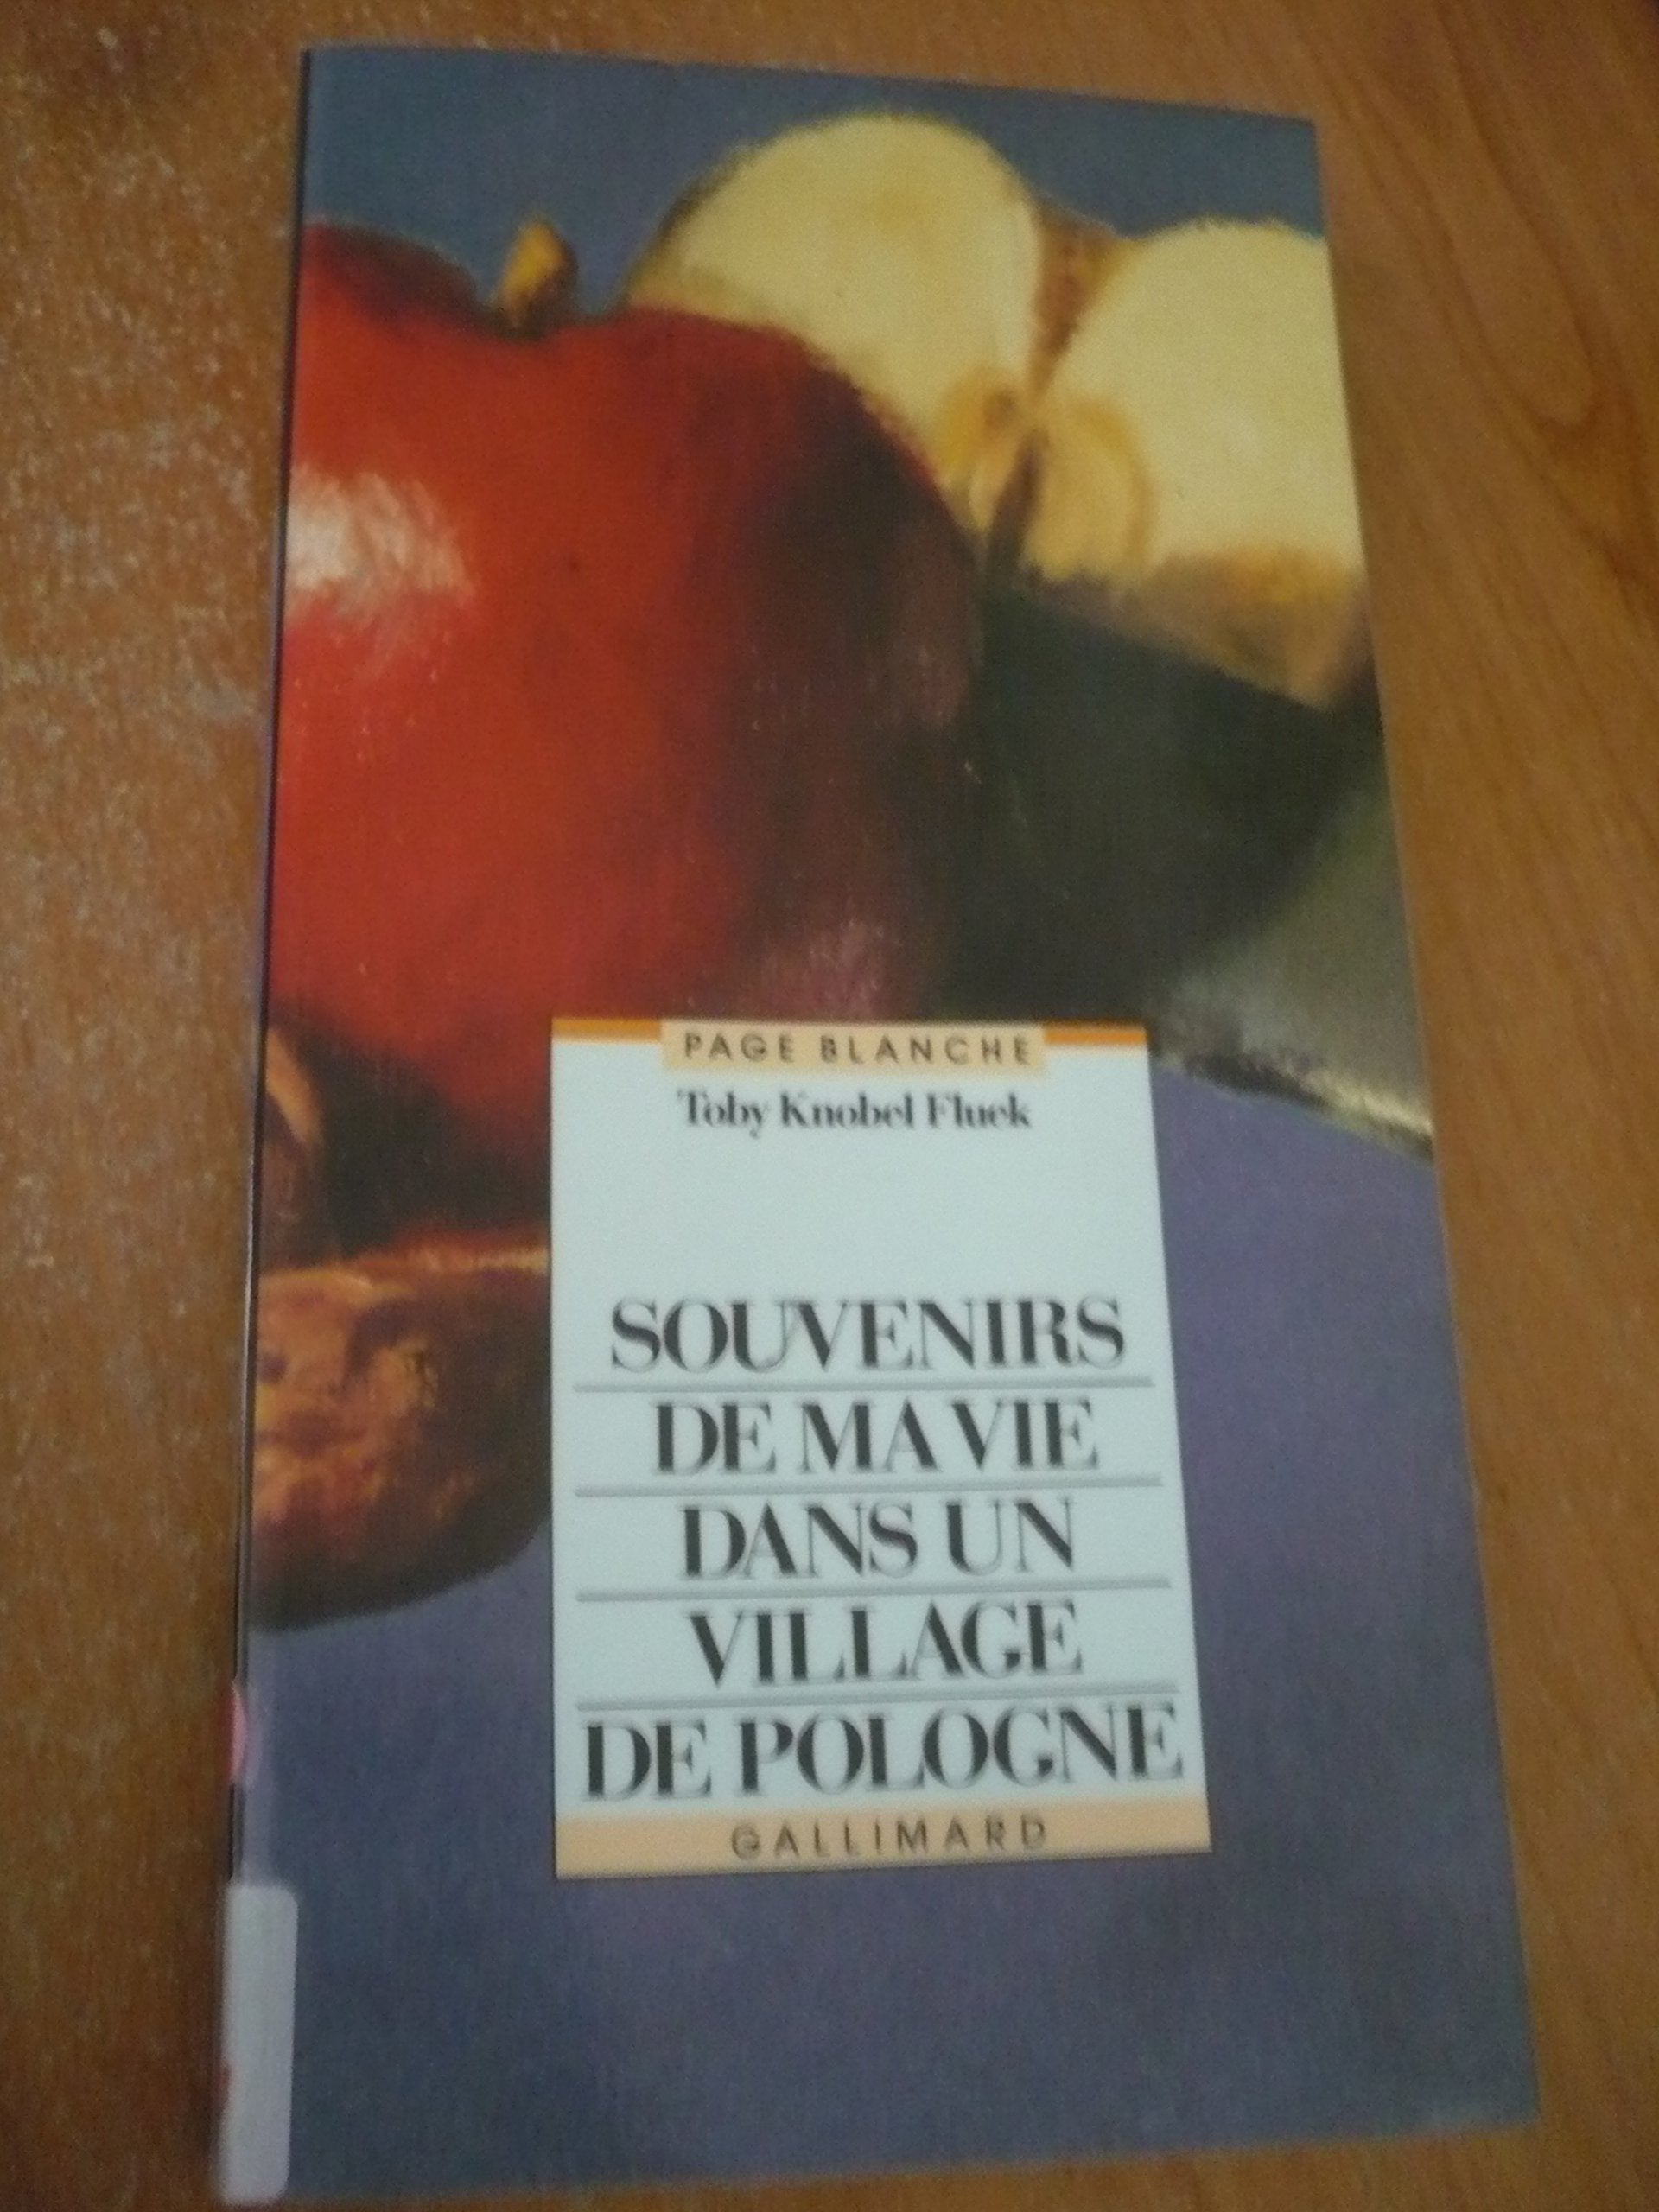 PAGE BLANCHE
Toby Knobel Fluek
SOUVENIRS
DE MA VIE
DANS UN
VILLAGE
DE POLOGNE
GALLIMARD